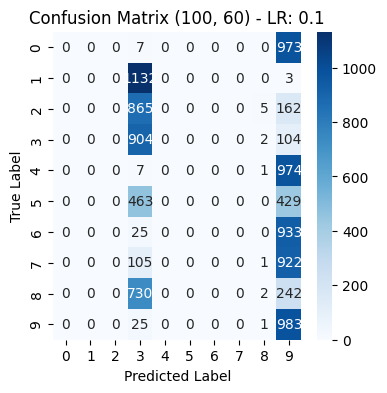 Confusion Matrix (100, 60) - LR: 0.1
True Label
0 0 0 0 7 0 0 0 0 0 973
1 0 0 0 1132 0 0 0 0 0 3
2 0 0 0 865 0 0 0 0 5 162
3 0 0 0 904 0 0 0 0 2 104
4 0 0 0 7 0 0 0 0 1 974
5 0 0 0 463 0 0 0 0 0 429
6 0 0 0 25 0 0 0 0 0 933
7 0 0 0 105 0 0 0 0 1 922
8 0 0 0 730 0 0 0 0 2 242
9 0 0 0 25 0 0 0 0 1 983
0 1 2 3 4 5 6 7 8 9
Predicted Label
1000
800
600
400
200
0